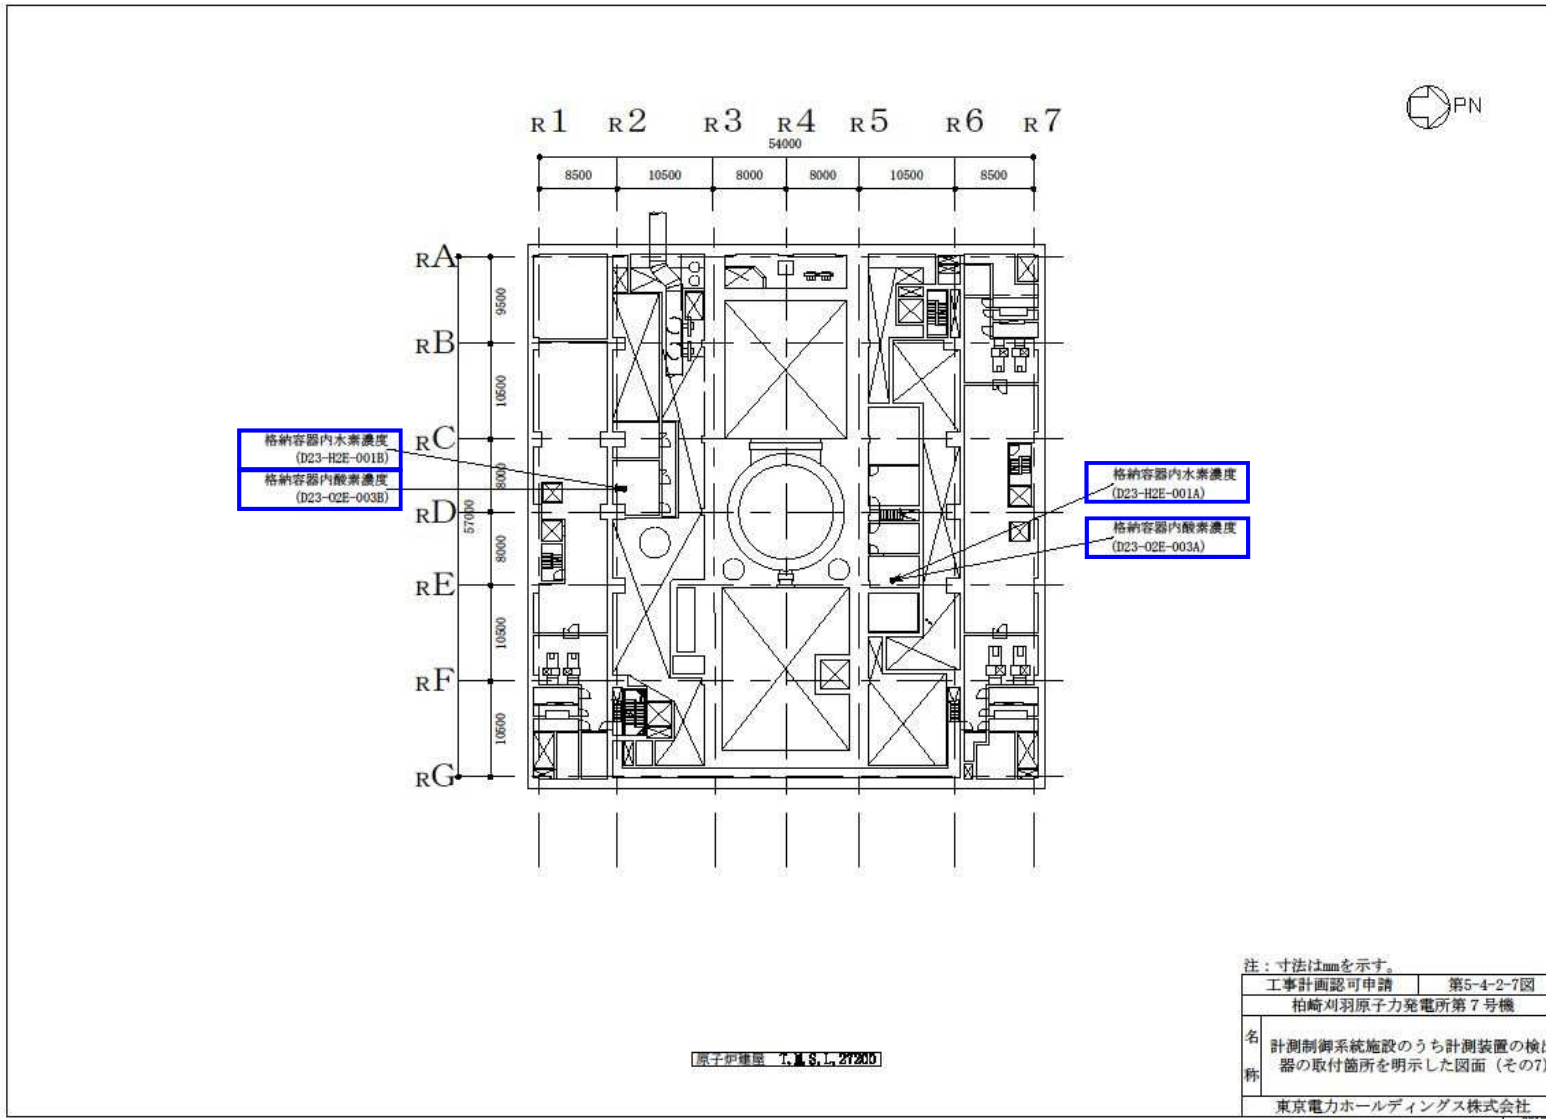 PN
R1 R2 R3 R4 R5 R6 R7
54000
8500 10500 8000 8000 10500 8500
RA
9500
RB
10500
RC
格納容器内水素濃度
(D23-H2E-001B)
8000
格納容器内酸素濃度
(D23-O2E-003B)
格納容器内水素濃度
(D23-H2E-001A)
RD
57000
格納容器内酸素濃度
(D23-O2E-003A)
8000
RE
10500
RF
10500
RG
注：寸法は㎜を示す。
工事計画認可申請 第5-4-2-7図
柏崎刈羽原子力発電所第７号機
名称
計測制御系統施設のうち計測装置の検出
器の取付箇所を明示した図面（その7）
東京電力ホールディングス株式会社
原子炉建屋 T.M.S.L.27200